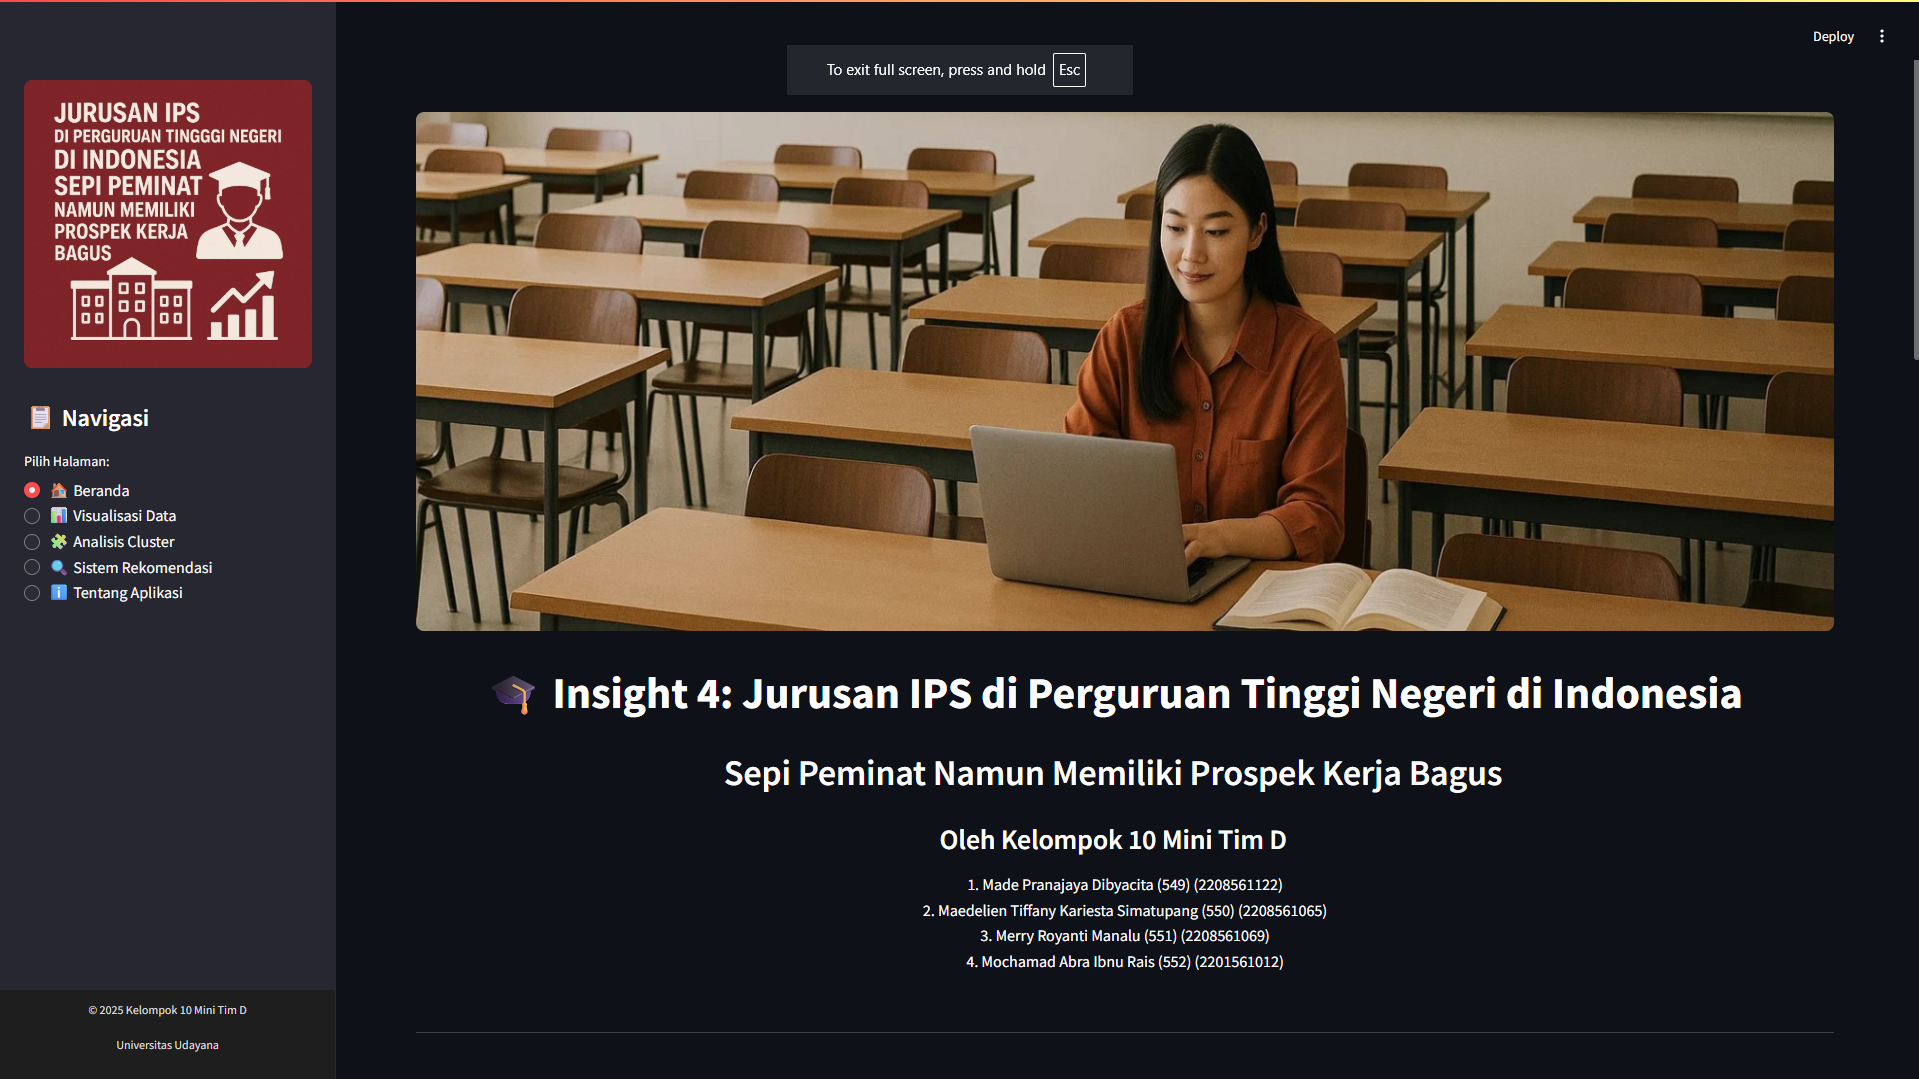 Deploy
To exit full screen, press and hold Esc
JURUSAN IPS
DI PERGURUAN TINGGGI NEGERI
DI INDONESIA
SEPI PEMINAT
NAMUN MEMILIKI
PROSPEK KERJA
BAGUS
Navigasi
Pilih Halaman:
Beranda
Visualisasi Data
Analisis Cluster
Sistem Rekomendasi
Tentang Aplikasi
© 2025 Kelompok 10 Mini Tim D
Universitas Udayana
Insight 4: Jurusan IPS di Perguruan Tinggi Negeri di Indonesia
Sepi Peminat Namun Memiliki Prospek Kerja Bagus
Oleh Kelompok 10 Mini Tim D
1. Made Pranajaya Dibyacita (549) (2208561122)
2. Maedelien Tiffany Kariesta Simatupang (550) (2208561065)
3. Merry Royanti Manalu (551) (2208561069)
4. Mochamad Abra Ibnu Rais (552) (2201561012)